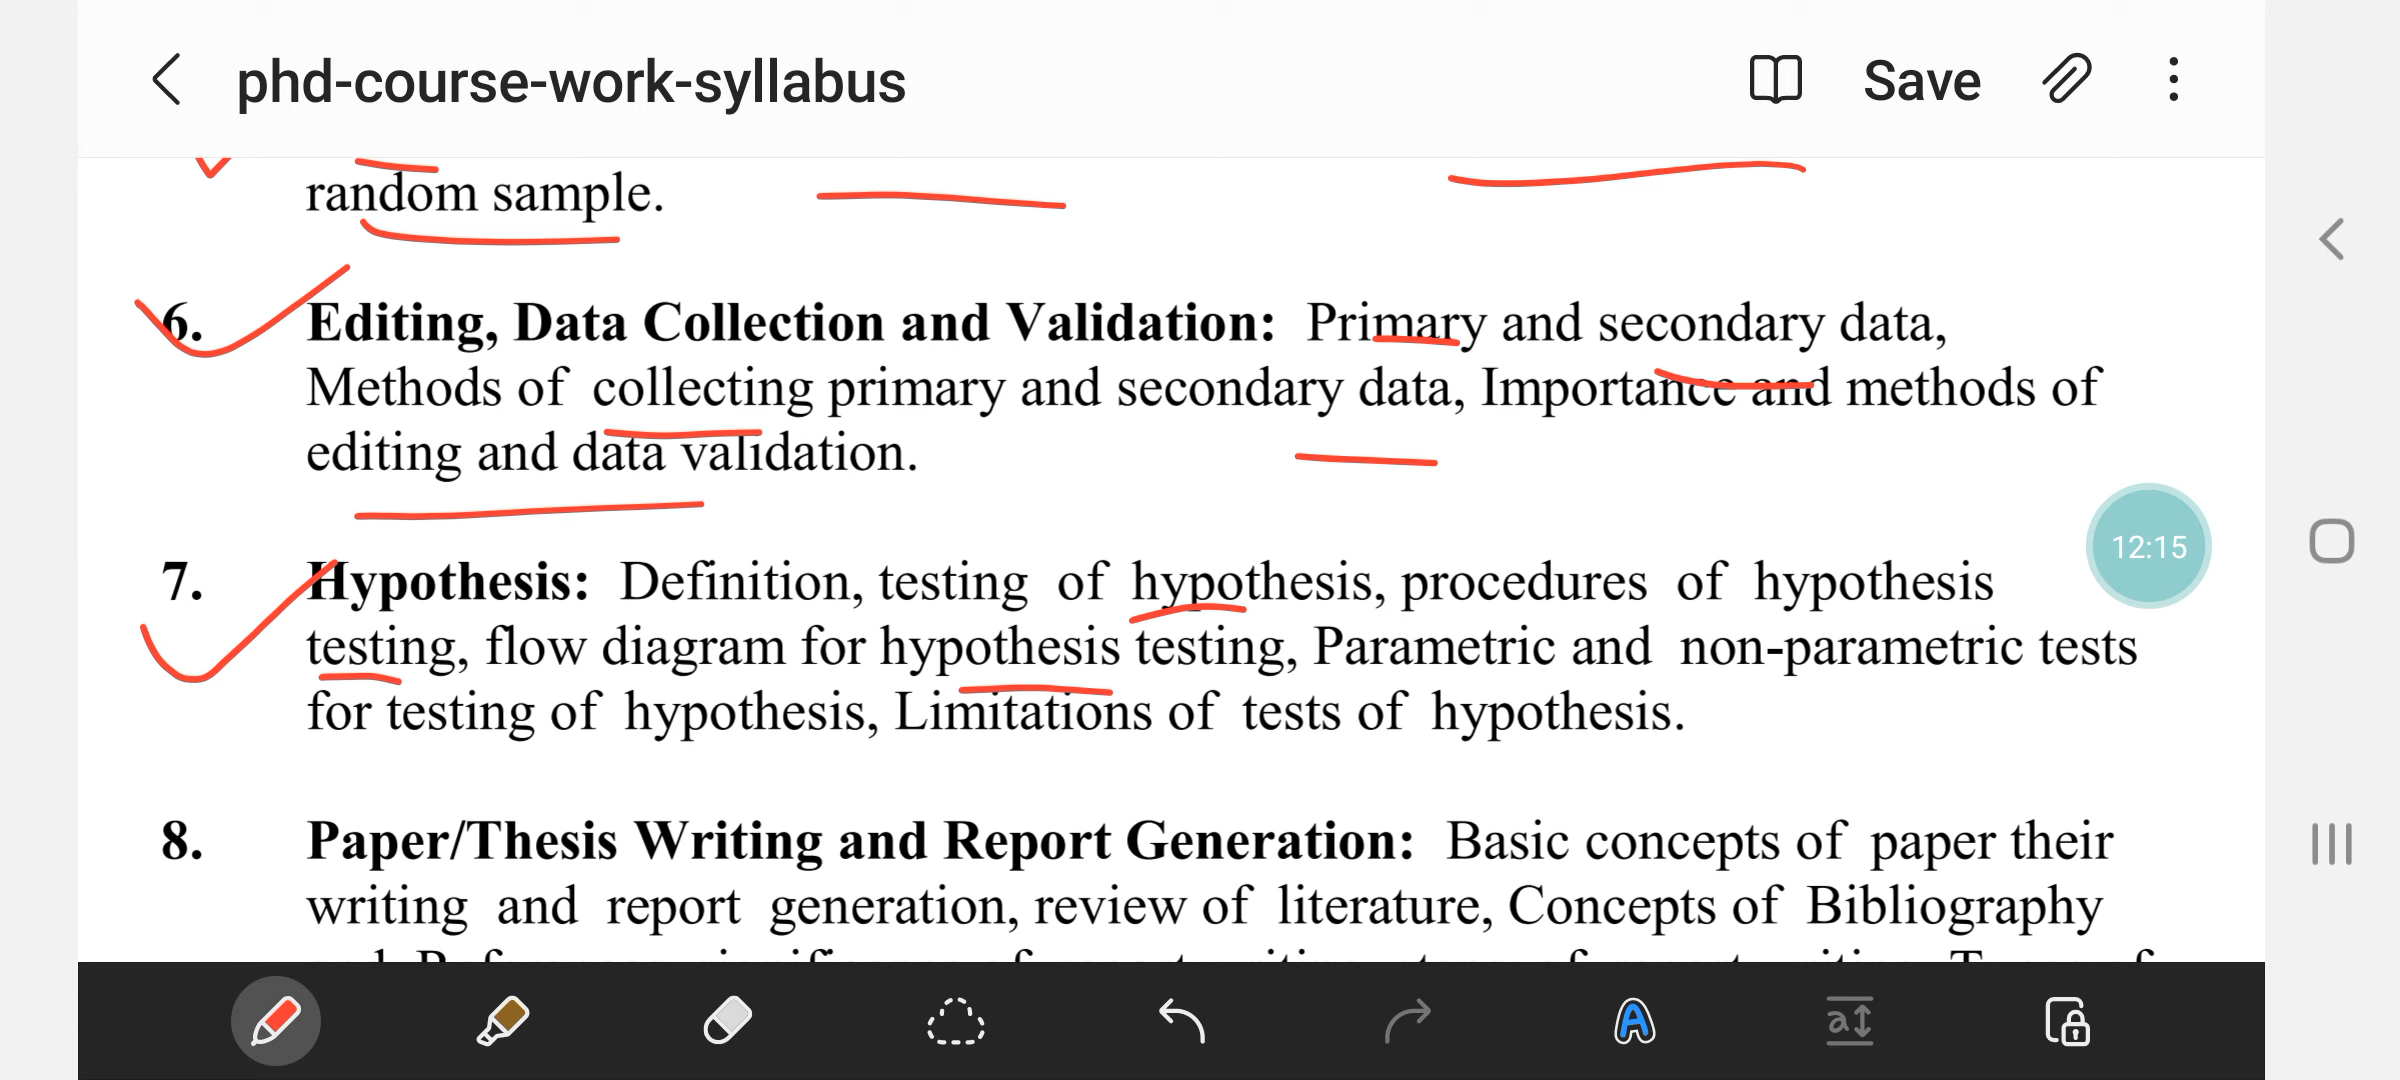 phd-course-work-syllabus
Save
random sample.
6. Editing, Data Collection and Validation: Primary and secondary data,
Methods of collecting primary and secondary data, Importance and methods of
editing and data validation.
12:15
7. Hypothesis: Definition, testing of hypothesis, procedures of hypothesis
testing, flow diagram for hypothesis testing, Parametric and non-parametric tests
for testing of hypothesis, Limitations of tests of hypothesis.
8. Paper/Thesis Writing and Report Generation: Basic concepts of paper their
writing and report generation, review of literature, Concepts of Bibliography